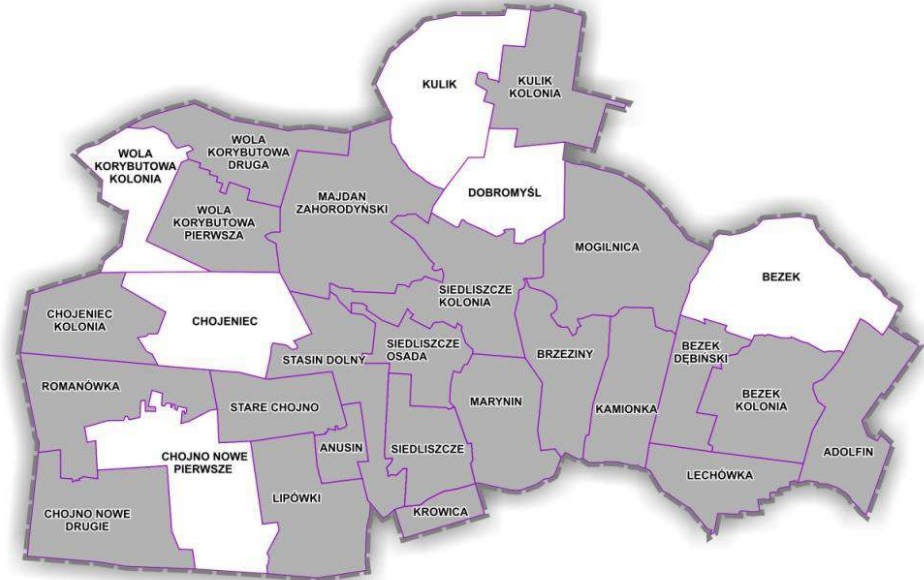 KULIK
KULIK
KOLONIA
WOLA
KORYBUTOWA
DRUGA
WOLA
KORYBUTOWA
KOLONIA
MAJDAN
ZAHORODYŃSKI
DOBROMYŚL
WOLA
KORYBUTOWA
PIERWSZA
MOGILNICA
BEZEK
SIEDLISZCZE
KOLONIA
CHOJENIEC
KOLONIA
CHOJENIEC
STASIN DOLNY
SIEDLISZCZE
OSADA
BRZEZINY
BEZEK
DĘBIŃSKI
ROMANÓWKA
STARE CHOJNO
MARYNIN
KAMIONKA
BEZEK
KOLONIA
CHOJNO NOWE
PIERWSZE
ANUSIN
SIEDLISZCZE
ADOLFIN
LIPÓWKI
LECHÓWKA
CHOJNO NOWE
DRUGIE
KROWICA